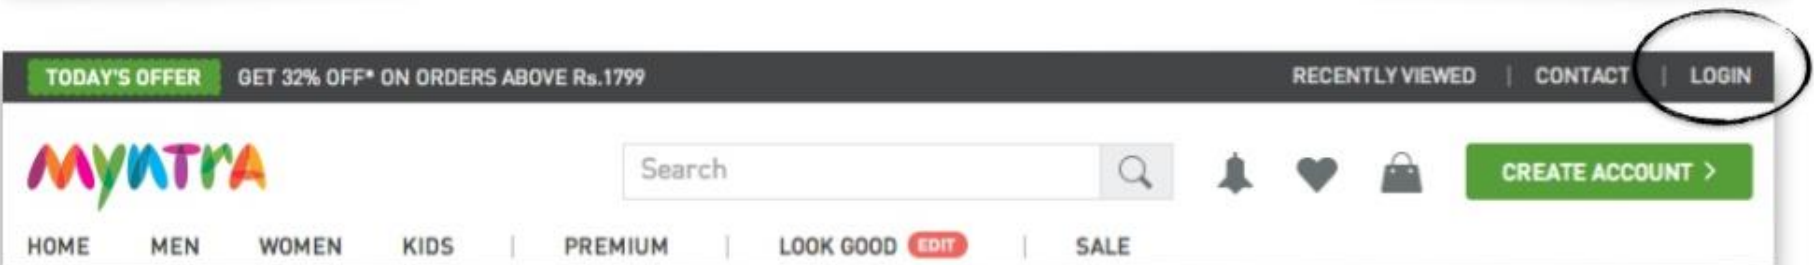 TODAY'S OFFER GET 32% OFF* ON ORDERS ABOVE Rs.1799 RECENTLY VIEWED | CONTACT | LOGIN
MYNTRA Search CREATE ACCOUNT >
HOME MEN WOMEN KIDS | PREMIUM | LOOK GOOD EDIT | SALE